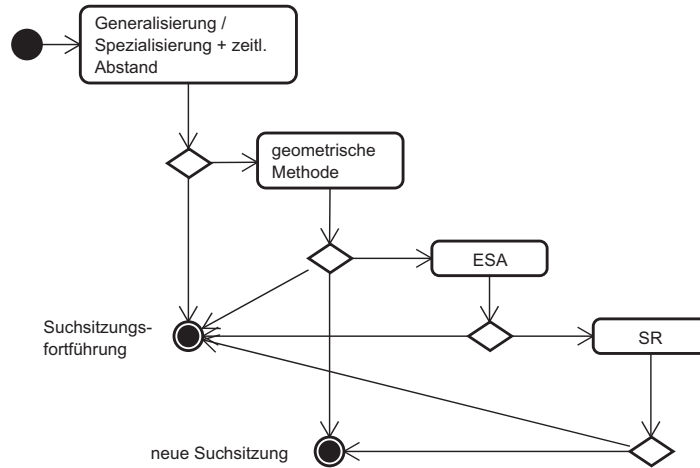 Generalisierung /
Spezialisierung + zeitl.
Abstand
geometrische
Methode
ESA
Suchsitzungs-
fortführung
SR
neue Suchsitzung